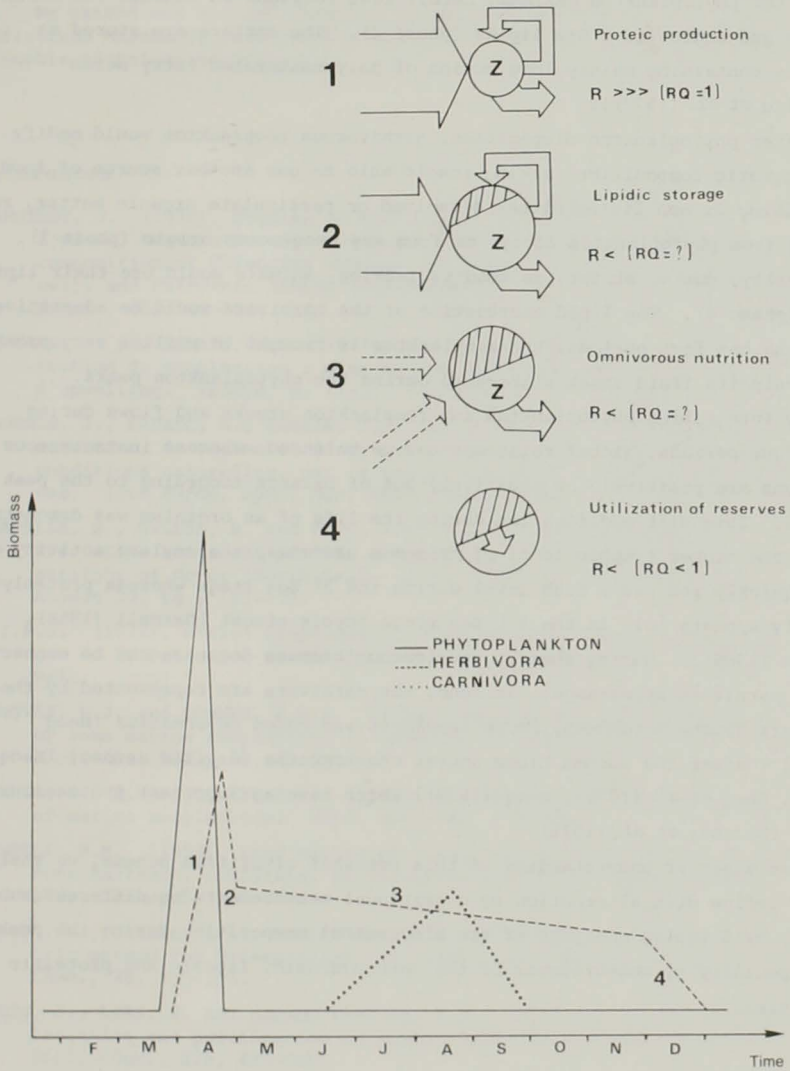 1
Z
Proteic production
R >>> (RQ=1)
2
Z
Lipidic storage
R < (RQ=?)
3
Z
Omnivorous nutrition
R < (RQ=?)
4
Utilization of reserves
R< (RQ<1)
Biomass
PHYTOPLANKTON
HERBIVORA
CARNIVORA
1
2
3
4
F M A M J J A S O N D
Time